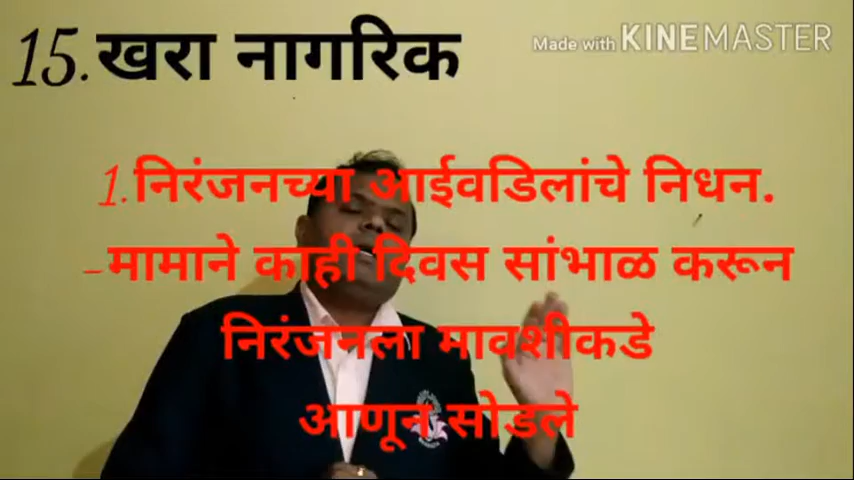 15.खरा नागरिक
Made with KINEMASTER
1.निरंजनच्या आईवडिलांचे निधन.
-मामाने काही दिवस सांभाळ करून
निरंजनला मावशीकडे
आणून सोडले